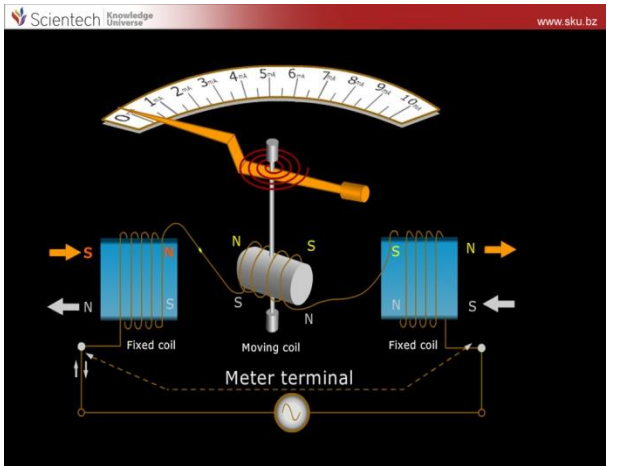 Scientech Knowledge Universe
www.sku.bz
0 1mA 2mA 3mA 4mA 5mA 6mA 7mA 8mA 9mA 10mA
S N N S S N
N S S N N S
Fixed coil Moving coil Fixed coil
Meter terminal